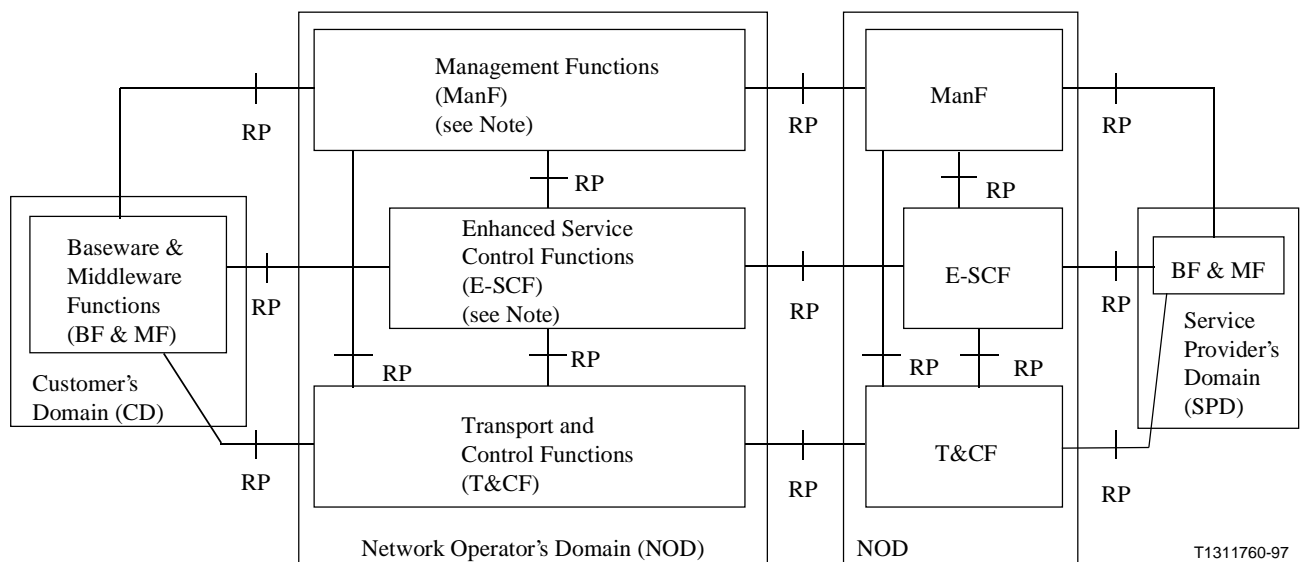 Management Functions
(ManF)
(see Note)
ManF
RP
RP
RP
RP
RP
Baseware &
Middleware
Functions
(BF & MF)
Customer's
Domain (CD)
RP
Enhanced Service
Control Functions
(E-SCF)
(see Note)
RP
E-SCF
RP
BF & MF
Service
Provider's
Domain
(SPD)
RP
RP
RP
RP
RP
Transport and
Control Functions
(T&CF)
RP
T&CF
RP
Network Operator's Domain (NOD)
NOD
T1311760-97